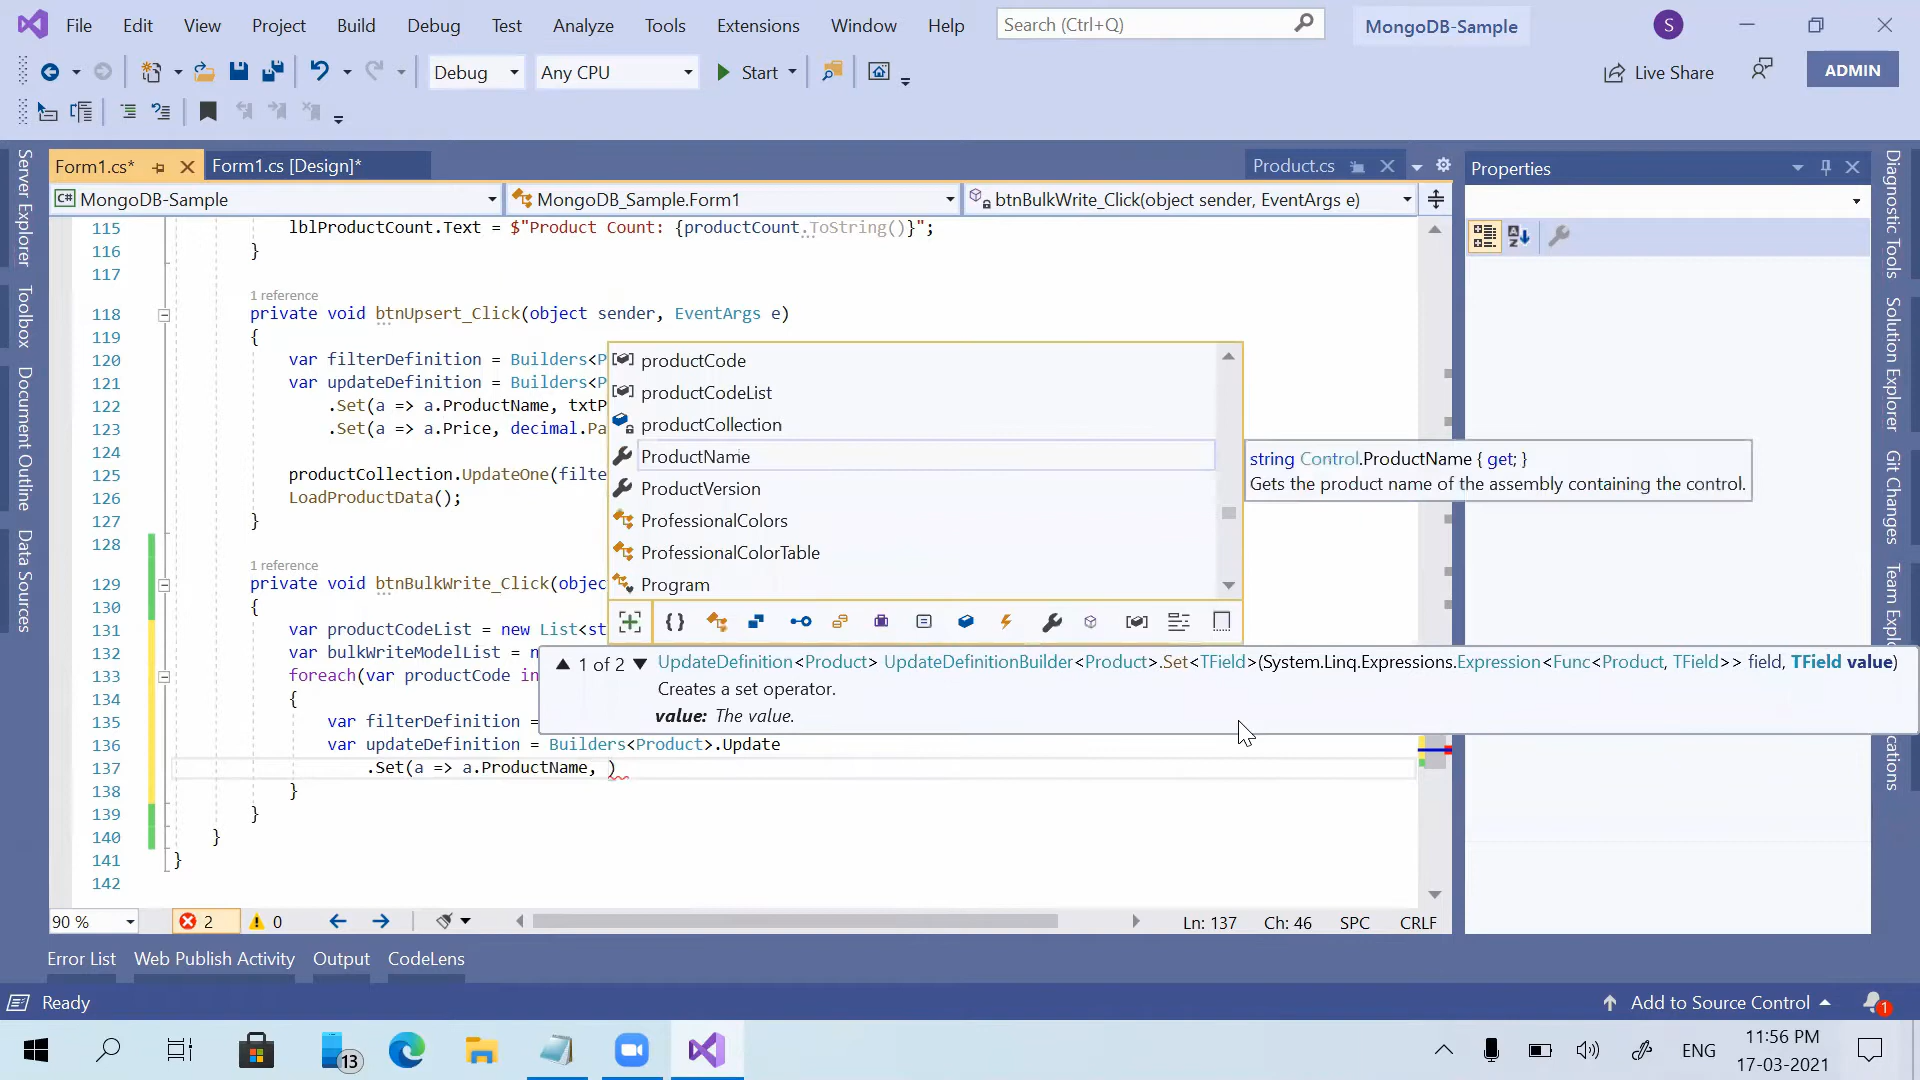 File Edit View Project Build Debug Test Analyze Tools Extensions Window Help Search (Ctrl+Q) MongoDB-Sample S
Debug Any CPU Start Live Share ADMIN
Form1.cs* Form1.cs [Design]* Product.cs Properties
C# MongoDB-Sample MongoDB_Sample.Form1 btnBulkWrite_Click(object sender, EventArgs e)
Server Explorer
Toolbox
Document Outline
Data Sources
115 lblProductCount.Text = $"Product Count: {productCount.ToString()}";
116 }
117
1 reference
118 private void btnUpsert_Click(object sender, EventArgs e)
119 {
120 var filterDefinition = Builders<P
121 var updateDefinition = Builders<P
122 .Set(a => a.ProductName, txtP
123 .Set(a => a.Price, decimal.Pa
124
125 productCollection.UpdateOne(filte
126 LoadProductData();
127 }
128
1 reference
129 private void btnBulkWrite_Click(objec
130 {
131 var productCodeList = new List<st
132 var bulkWriteModelList = n
133 foreach(var productCode in
134 {
135 var filterDefinition =
136 var updateDefinition = Builders<Product>.Update
137 .Set(a => a.ProductName, )
138 }
139 }
140 }
141 }
142
productCode
productCodeList
productCollection
ProductName
ProductVersion
ProfessionalColors
ProfessionalColorTable
Program
string Control.ProductName { get; }
Gets the product name of the assembly containing the control.
1 of 2 UpdateDefinition<Product> UpdateDefinitionBuilder<Product>.Set<TField>(System.Linq.Expressions.Expression<Func<Product, TField>> field, TField value)
Creates a set operator.
value: The value.
Diagnostic Tools
Solution Explorer
Git Changes
Team Explo
cations
90 % 2 0 Ln: 137 Ch: 46 SPC CRLF
Error List Web Publish Activity Output CodeLens
Ready Add to Source Control 1
13 ENG 11:56 PM
17-03-2021